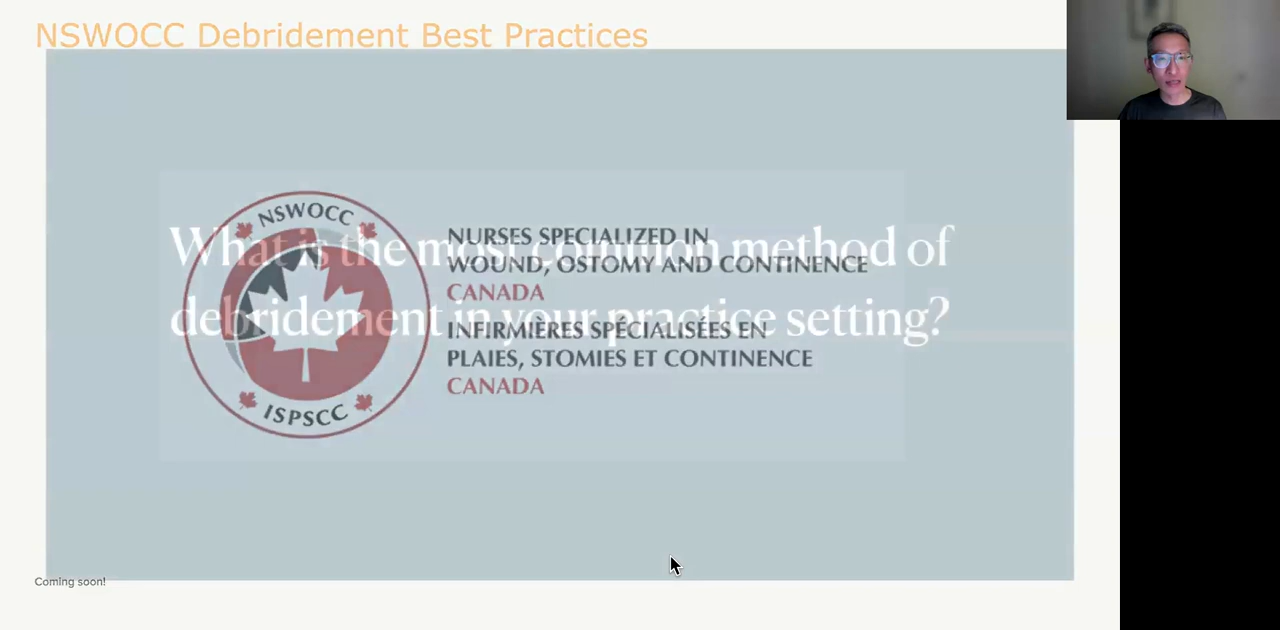 NSWOCC Debridement Best Practices
What is the most common method of
debridement in your practice setting?
NSWOCC
ISPSCC
NURSES SPECIALIZED IN
WOUND, OSTOMY AND CONTINENCE
CANADA
INFIRMIÈRES SPÉCIALISÉES EN
PLAIES, STOMIES ET CONTINENCE
CANADA
Coming soon!